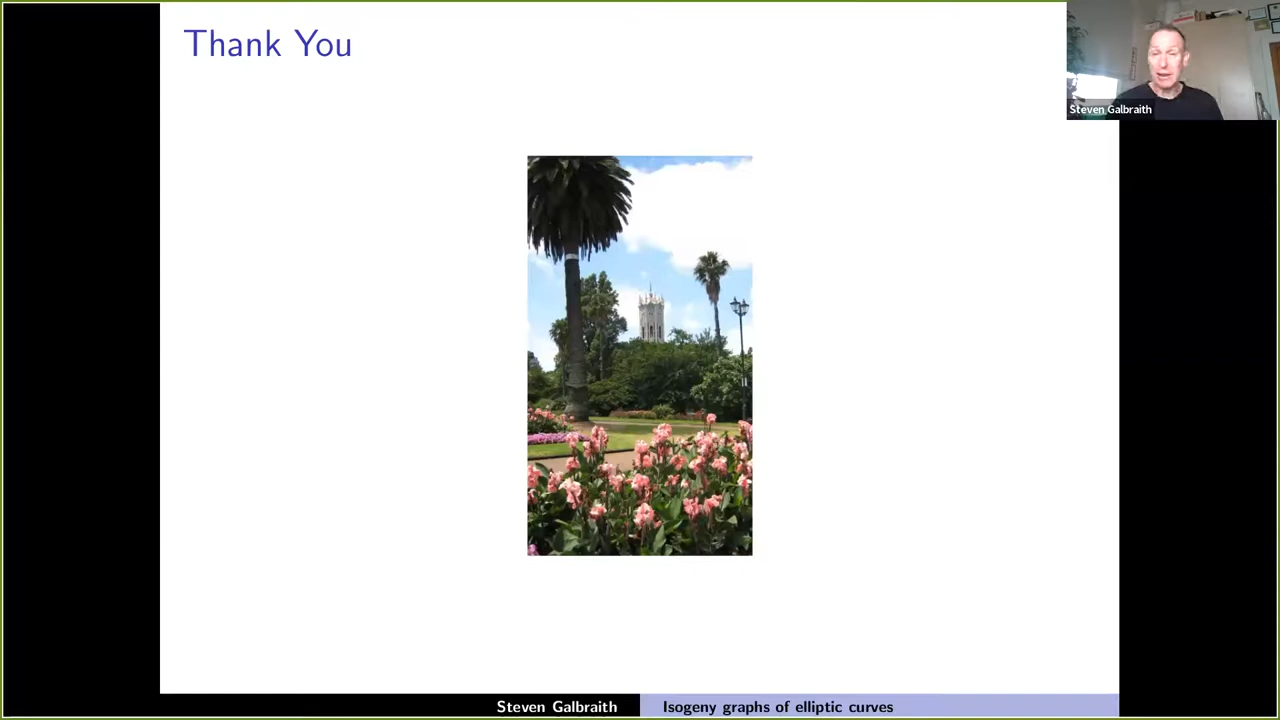 Thank You
Steven Galbraith
Steven Galbraith
Isogeny graphs of elliptic curves